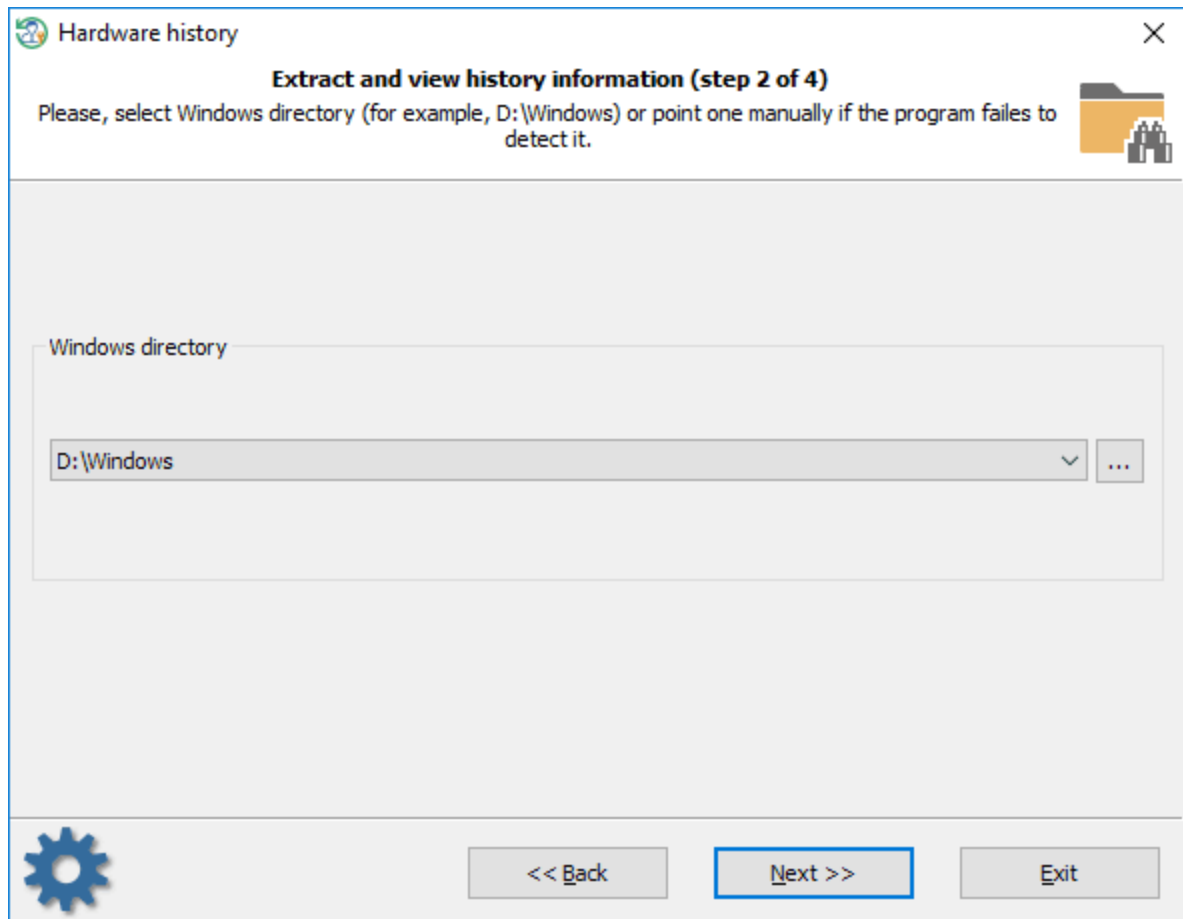 Hardware history
Extract and view history information (step 2 of 4)
Please, select Windows directory (for example, D:\Windows) or point one manually if the program failes to
detect it.
Windows directory
D:\Windows
...
<< Back
Next >>
Exit